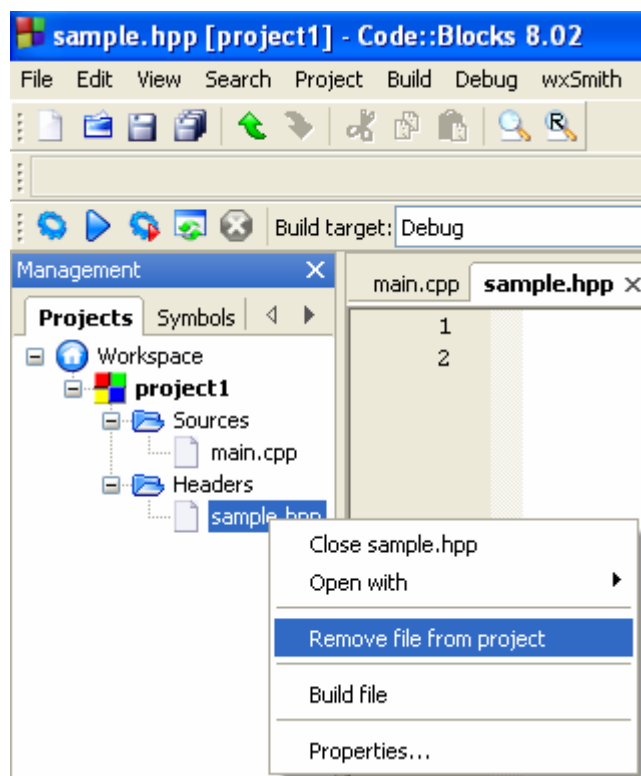 sample.hpp [project1] - Code::Blocks 8.02
File Edit View Search Project Build Debug wxSmith
Build target: Debug
Management
main.cpp sample.hpp
Projects Symbols
1
2
Workspace
project1
Sources
main.cpp
Headers
sample.hpp
Close sample.hpp
Open with
Remove file from project
Build file
Properties...